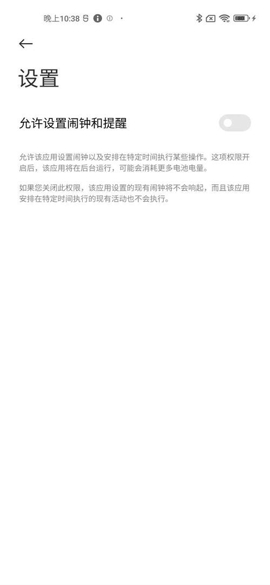 晚上10:38
设置
允许设置闹钟和提醒
允许该应用设置闹钟以及安排在特定时间执行某些操作。这项权限开
启后，该应用将在后台运行，可能会消耗更多电池电量。
如果您关闭此权限，该应用设置的现有闹钟将不会响起，而且该应用
安排在特定时间执行的现有活动也不会执行。